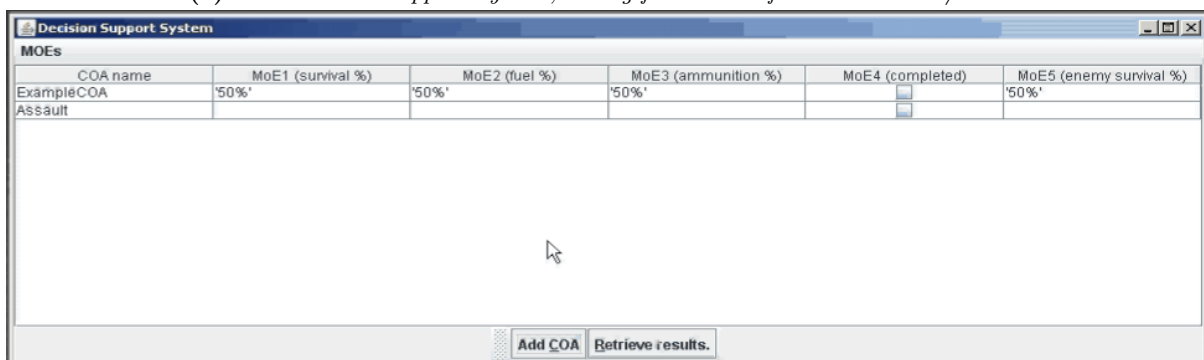 Decision Support System
MOEs
COA name MoE1 (survival %) MoE2 (fuel %) MoE3 (ammunition %) MoE4 (completed) MoE5 (enemy survival %)
ExampleCOA '50%' '50%' '50%' '50%'
Assault
Add COA Retrieve results.